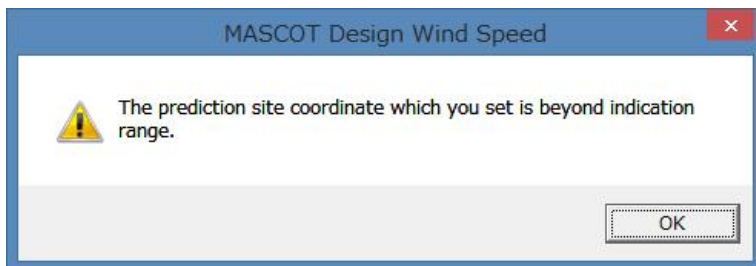 MASCOT Design Wind Speed
The prediction site coordinate which you set is beyond indication
range.
OK